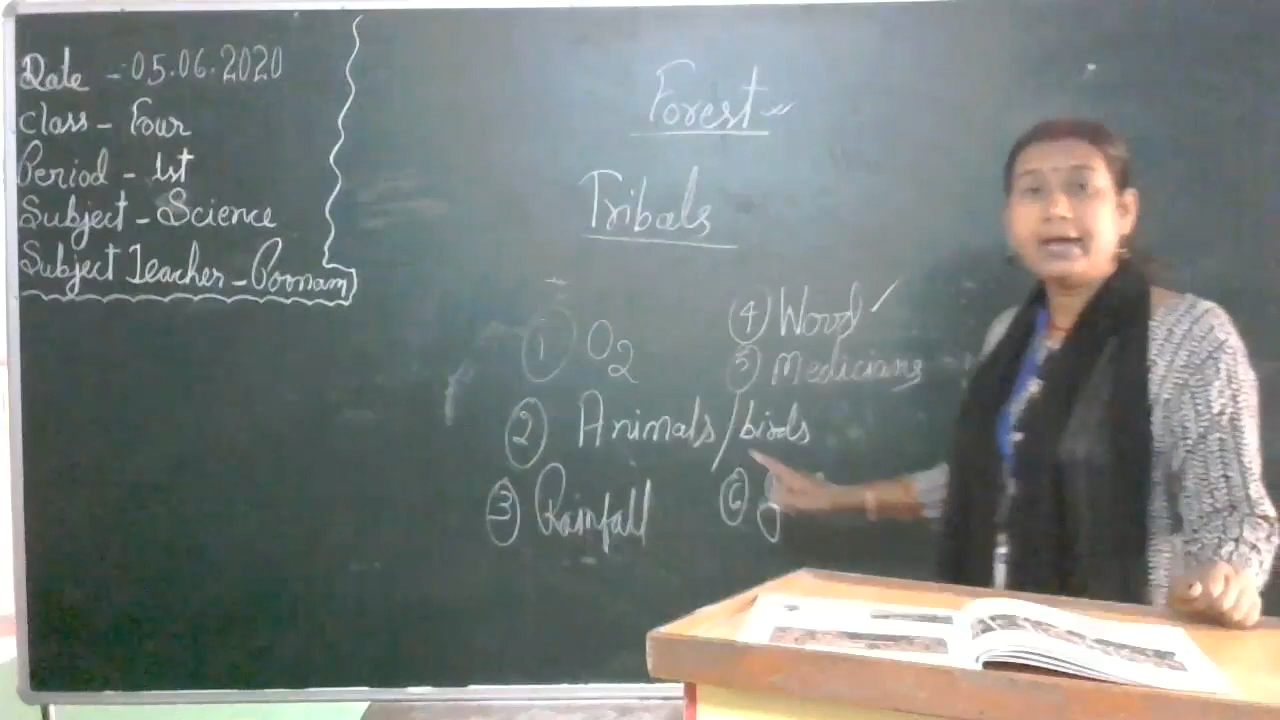 Date - 05.06.2020
Class - Four
Period - 1st
Subject - Science
Subject Teacher - Poonam
Forest
Tribals
1 O2
2 Animals/birds
3 Rainfall
4 Wood
5 Medicians
6